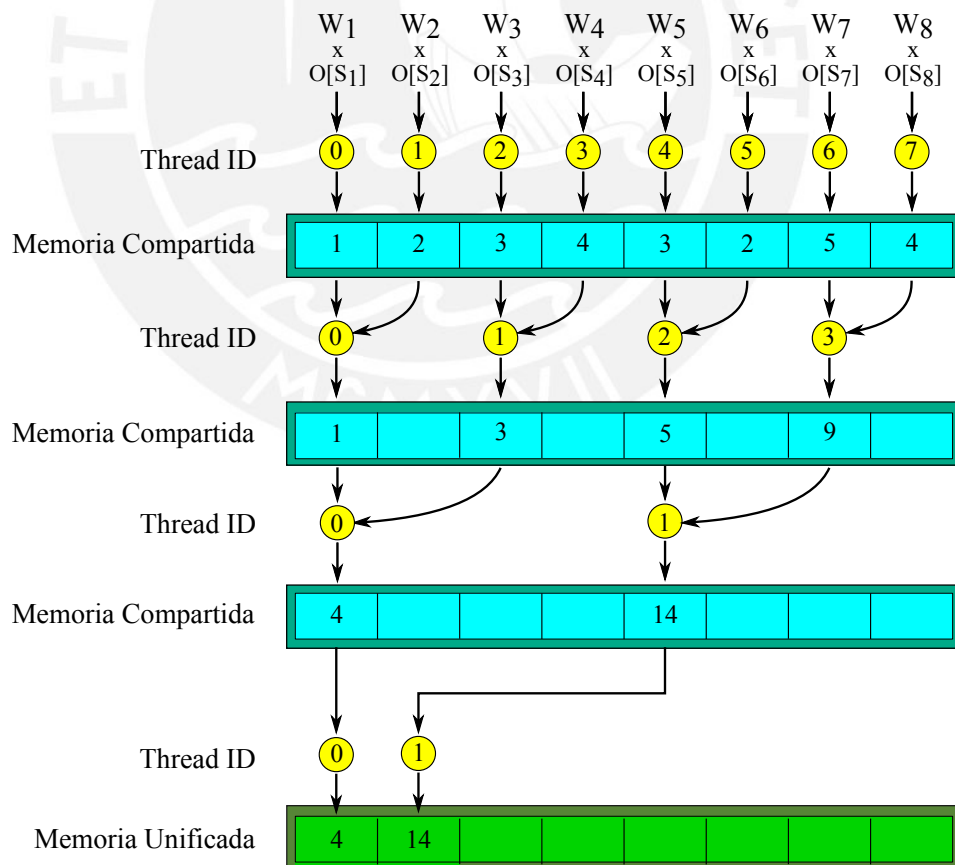 W1 W2 W3 W4 W5 W6 W7 W8
x x x x x x x x
O[S1] O[S2] O[S3] O[S4] O[S5] O[S6] O[S7] O[S8]
Thread ID 0 1 2 3 4 5 6 7
Memoria Compartida 1 2 3 4 3 2 5 4
Thread ID 0 1 2 3
Memoria Compartida 1 3 5 9
Thread ID 0 1
Memoria Compartida 4 14
Thread ID 0 1
Memoria Unificada 4 14
ET
MCMXVII